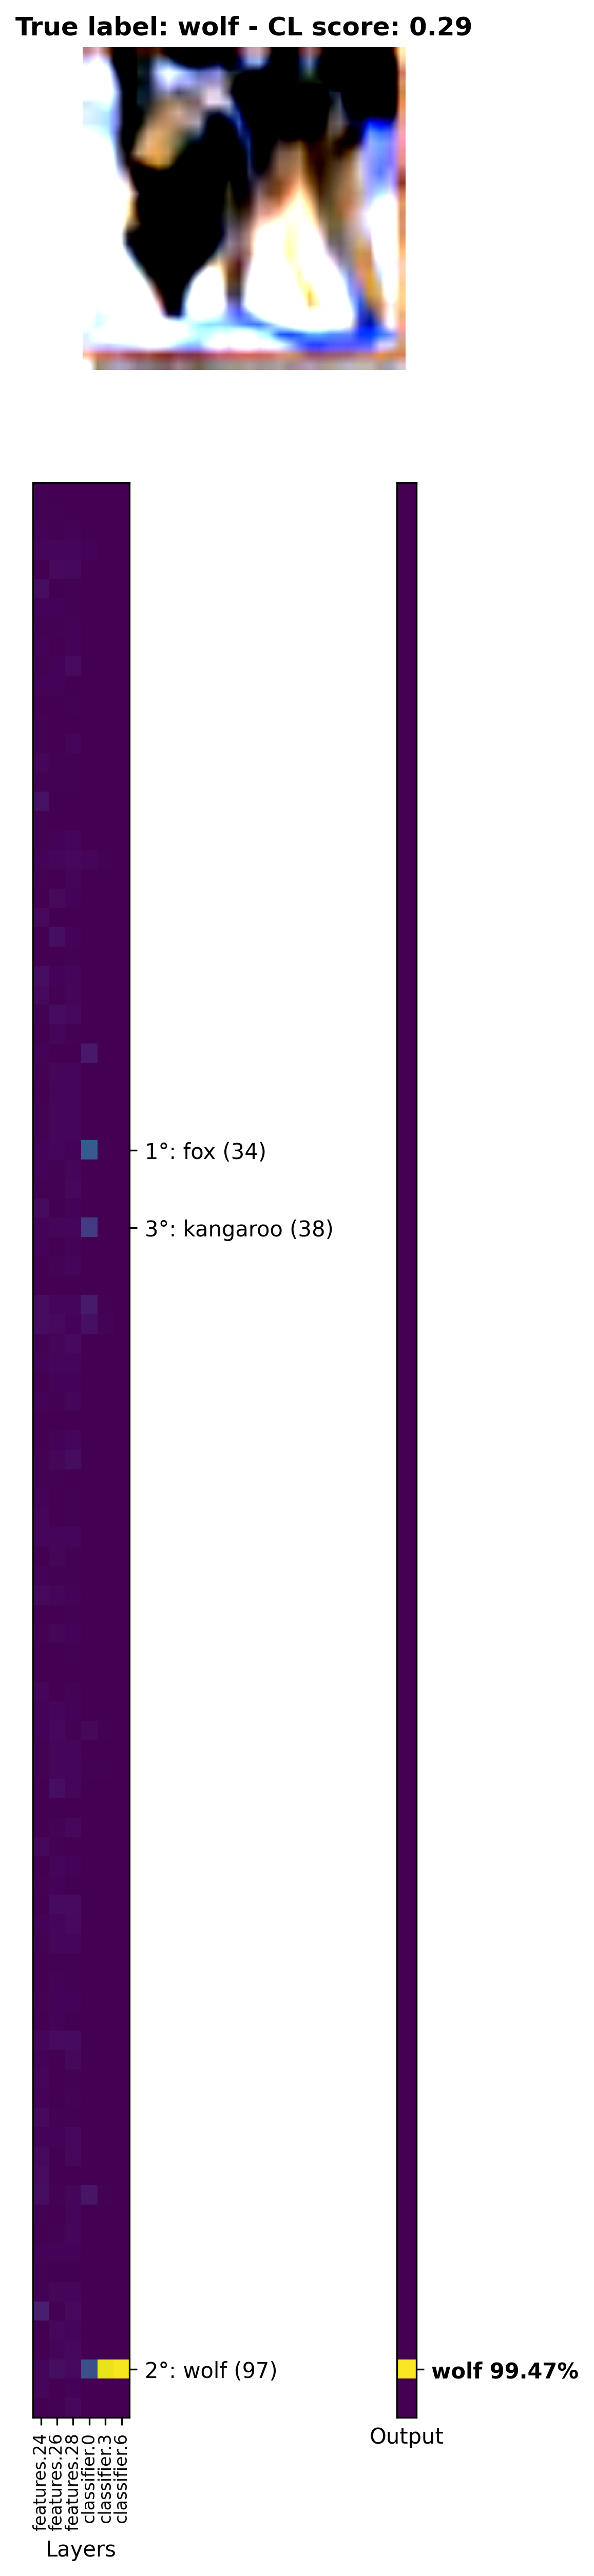 True label: wolf - CL score: 0.29
1°: fox (34)
3°: kangaroo (38)
2°: wolf (97)
wolf 99.47%
features.24
features.26
features.28
classifier.0
classifier.3
classifier.6
Layers
Output